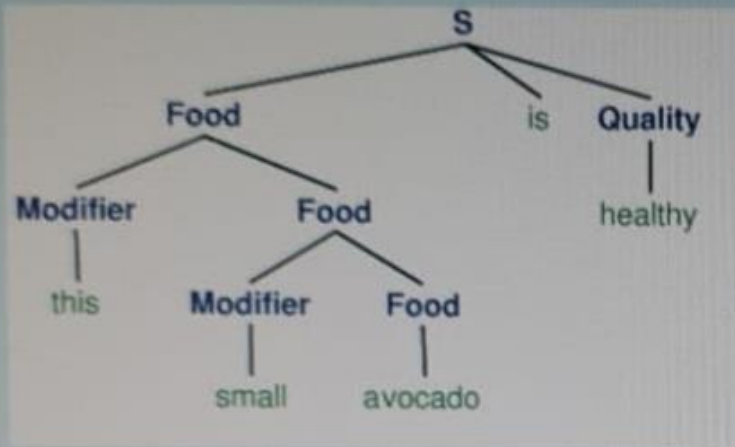 S
Food is Quality
Modifier Food healthy
this Modifier Food
small avocado